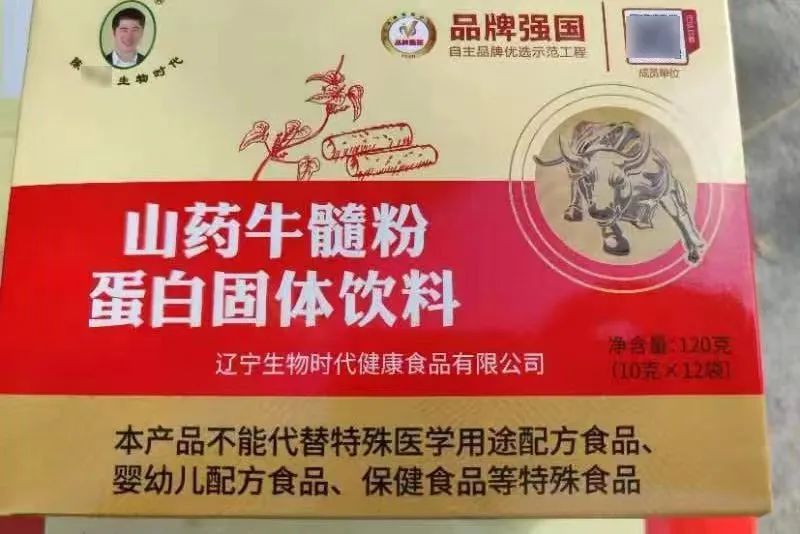 生物时代
品牌强国
自主品牌优选示范工程
成员单位
山药牛髓粉
蛋白固体饮料
辽宁生物时代健康食品有限公司
净含量:120克
(10克×12袋)
本产品不能代替特殊医学用途配方食品、
婴幼儿配方食品、保健食品等特殊食品